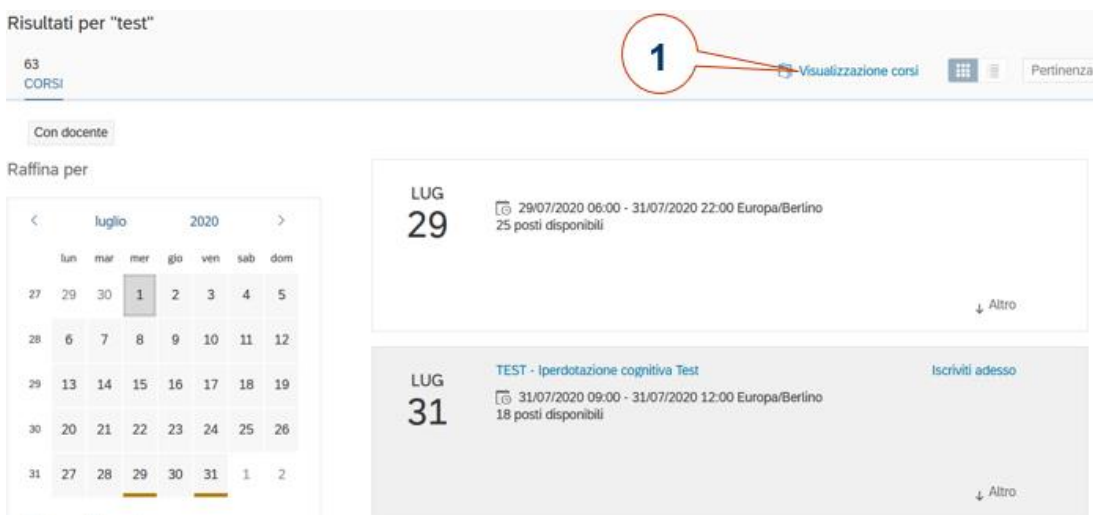 Risultati per "test"
63
CORSI
1
Visualizzazione corsi
Pertinenza
Con docente
Raffina per
< luglio 2020 >
lun mar mer gio ven sab dom
27 29 30 1 2 3 4 5
28 6 7 8 9 10 11 12
29 13 14 15 16 17 18 19
30 20 21 22 23 24 25 26
31 27 28 29 30 31 1 2
LUG
29
29/07/2020 06:00 - 31/07/2020 22:00 Europa/Berlino
25 posti disponibili
↓ Altro
LUG
31
TEST - Iperdotazione cognitiva Test
Iscriviti adesso
31/07/2020 09:00 - 31/07/2020 12:00 Europa/Berlino
18 posti disponibili
↓ Altro